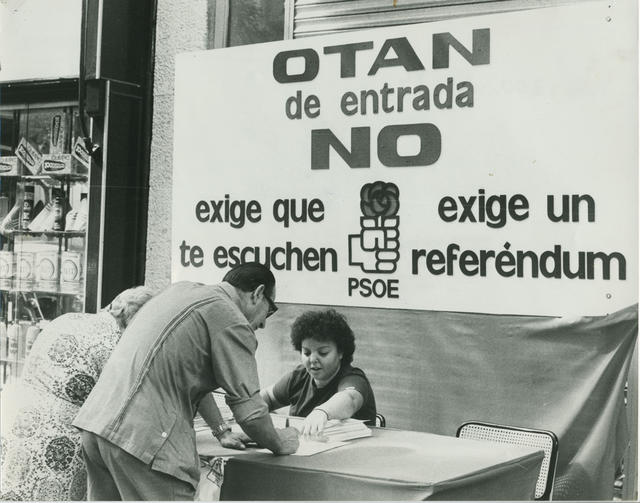 OTAN
de entrada
NO
exige que
te escuchen
PSOE
exige un
referéndum